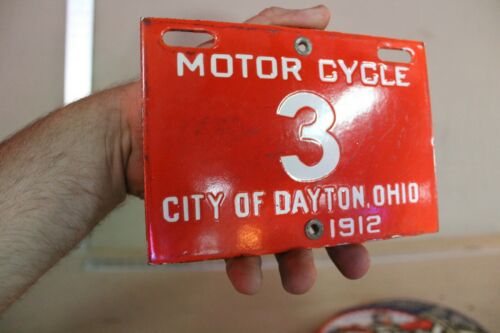 MOTOR CYCLE
3
CITY OF DAYTON, OHIO
1912